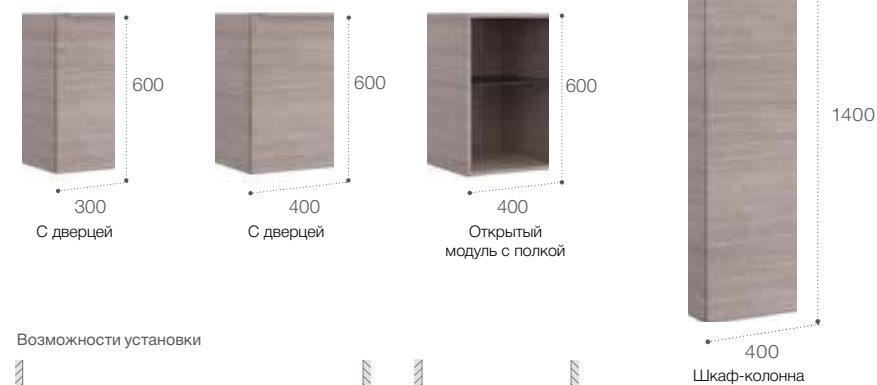 600
300
С дверцей
600
400
С дверцей
600
400
Открытый
модуль с полкой
1400
400
Шкаф-колонна
Возможности установки